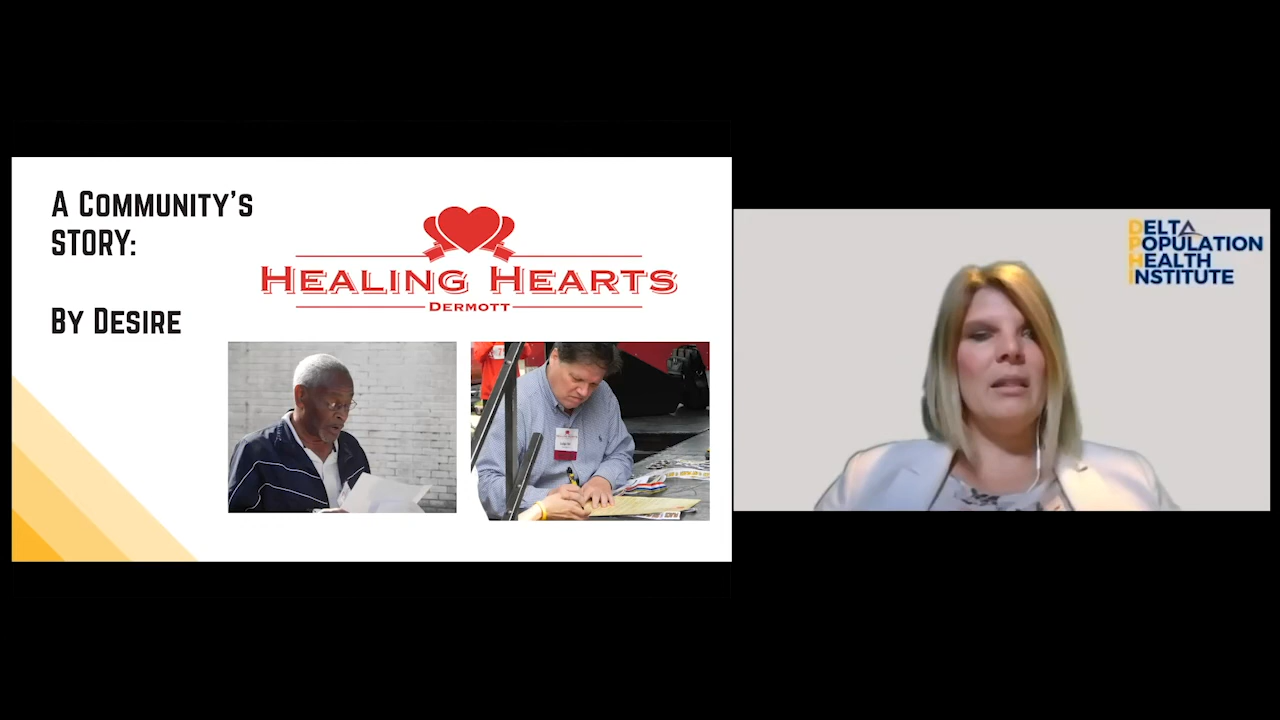 A COMMUNITY'S
STORY:
BY DESIRE
HEALING HEARTS
DERMOTT
DELTA
POPULATION
HEALTH
INSTITUTE